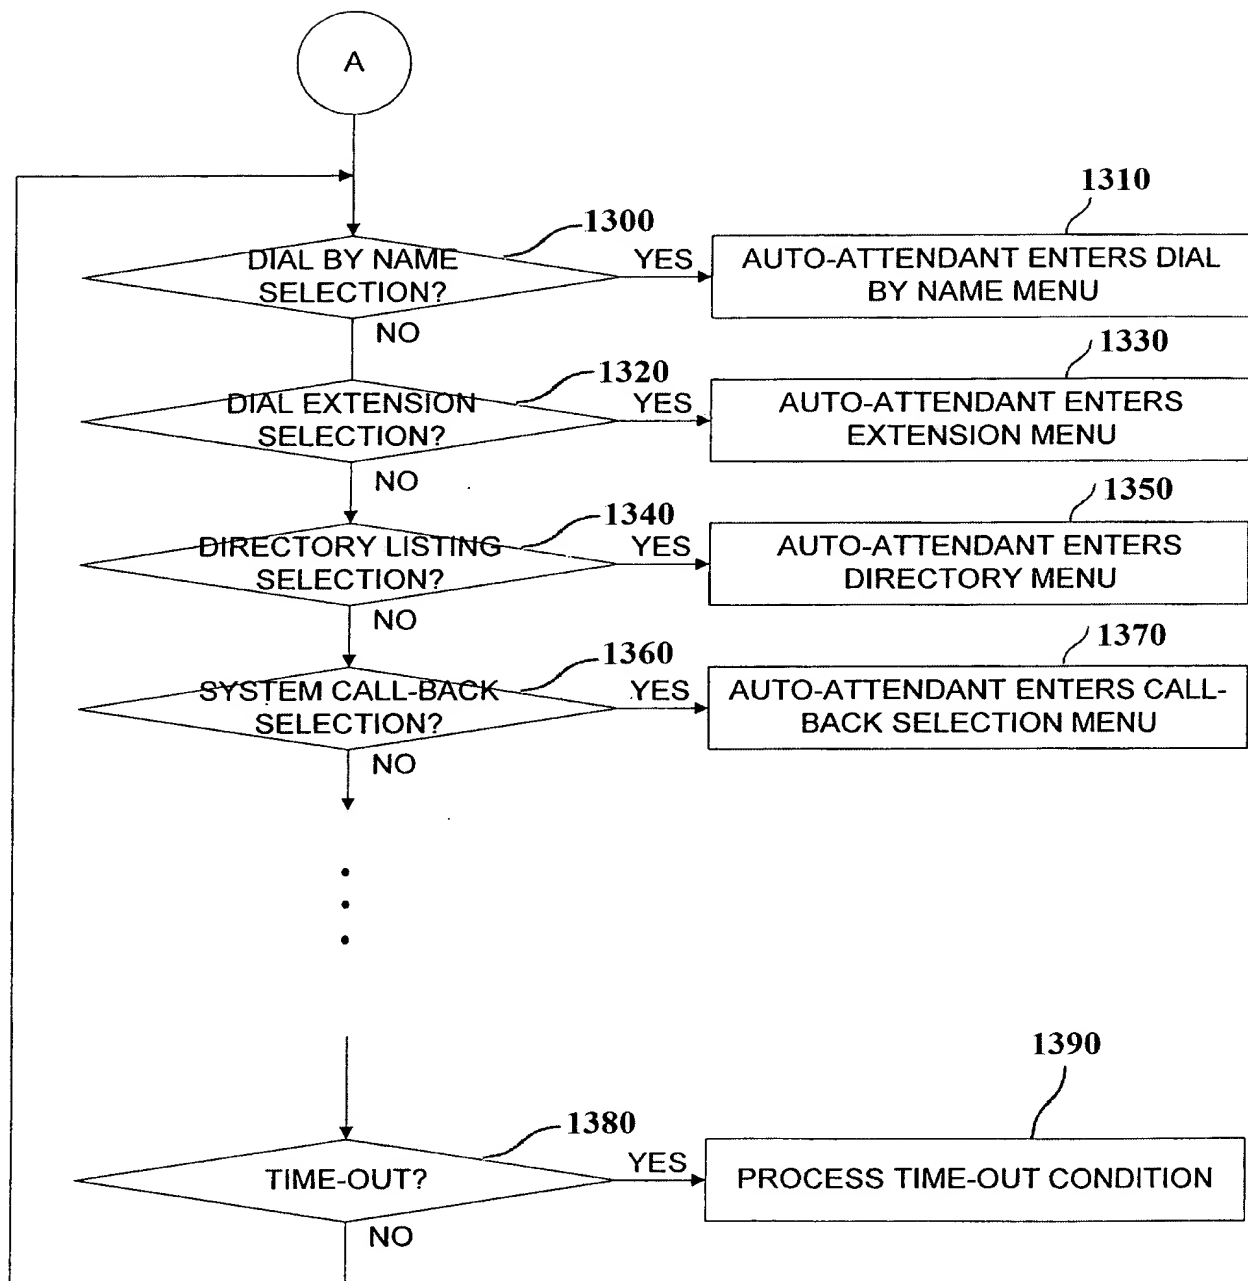 A
1300
1310
DIAL BY NAME
SELECTION?
YES
AUTO-ATTENDANT ENTERS DIAL
BY NAME MENU
NO
1320
1330
DIAL EXTENSION
SELECTION?
YES
AUTO-ATTENDANT ENTERS
EXTENSION MENU
NO
1340
1350
DIRECTORY LISTING
SELECTION?
YES
AUTO-ATTENDANT ENTERS
DIRECTORY MENU
NO
1360
1370
SYSTEM CALL-BACK
SELECTION?
YES
AUTO-ATTENDANT ENTERS CALL-
BACK SELECTION MENU
NO
1380
1390
TIME-OUT?
YES
PROCESS TIME-OUT CONDITION
NO